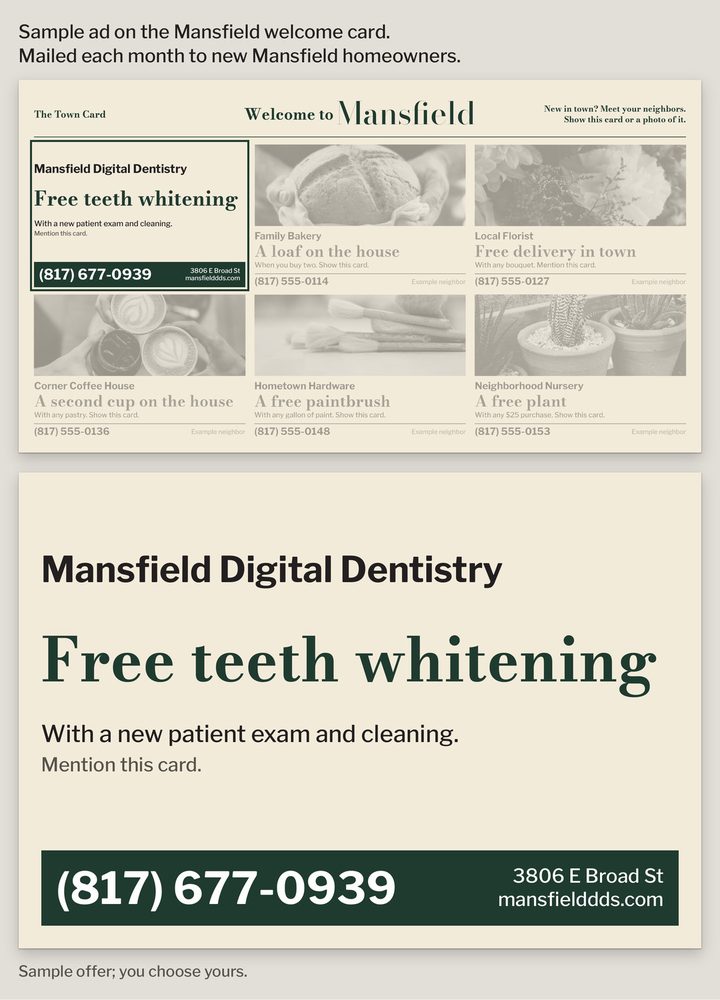 Sample ad on the Mansfield welcome card.
Mailed each month to new Mansfield homeowners.
The Town Card
Welcome to Mansfield
New in town? Meet your neighbors.
Show this card or a photo of it.
Mansfield Digital Dentistry
Free teeth whitening
With a new patient exam and cleaning.
Mention this card.
(817) 677-0939
3806 E Broad St
mansfielddds.com
Family Bakery
A loaf on the house
When you buy two. Show this card.
(817) 555-0114
Example neighbor
Local Florist
Free delivery in town
With any bouquet. Mention this card.
(817) 555-0127
Example neighbor
Corner Coffee House
A second cup on the house
With any pastry. Show this card.
(817) 555-0136
Example neighbor
Hometown Hardware
A free paintbrush
With any gallon of paint. Show this card.
(817) 555-0148
Example neighbor
Neighborhood Nursery
A free plant
With any $25 purchase. Show this card.
(817) 555-0153
Example neighbor
Mansfield Digital Dentistry
Free teeth whitening
With a new patient exam and cleaning.
Mention this card.
(817) 677-0939
3806 E Broad St
mansfielddds.com
Sample offer; you choose yours.